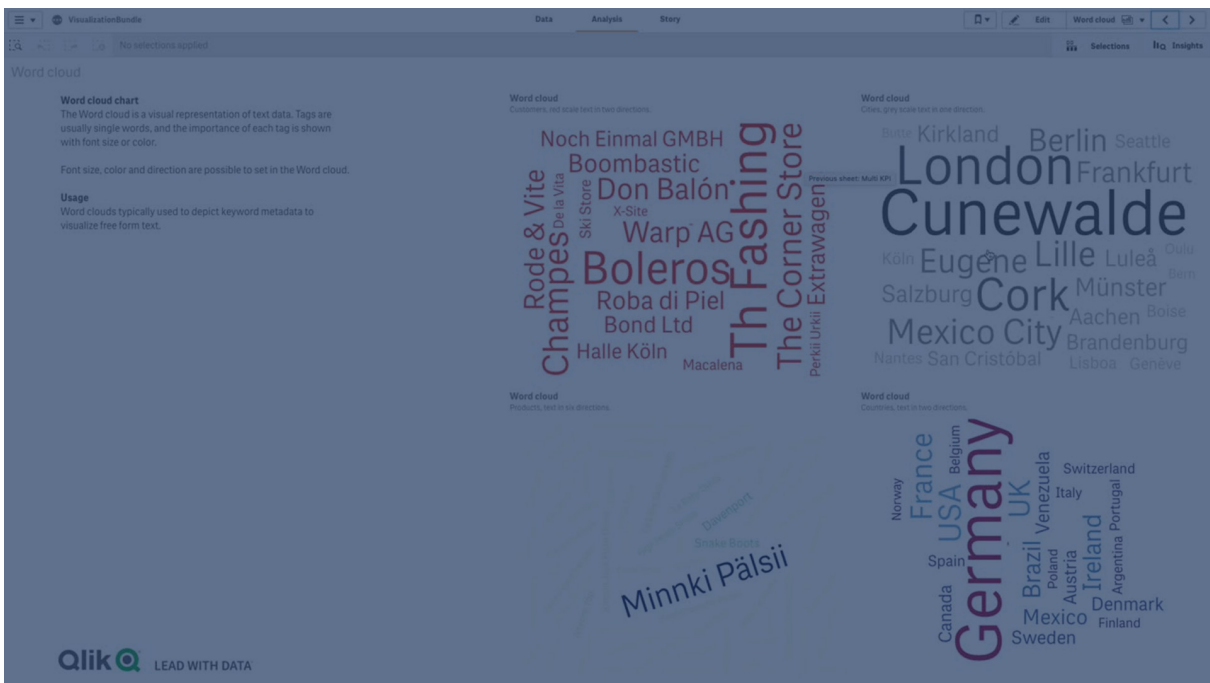 VisualizationBundle
Data
Analysis
Story
Edit
Word cloud
No selections applied
Selections
Insights
Word cloud
Word cloud chart
The Word cloud is a visual representation of text data. Tags are
usually single words, and the importance of each tag is shown
with font size or color.
Font size, color and direction are possible to set in the Word cloud.
Usage
Word clouds typically used to depict keyword metadata to
visualize free form text.
Word cloud
Customers, not scale text in two directions.
Noch Einmal GMBH
Boombastic
Don Balón
X-Site
Warp AG
Boleros
Roba di Piel
Bond Ltd
Halle Köln
Macalena
Rode & Vite
Champes
De la Vita
Ski Store
Th Fashing
The Corner Store
Extrawagen
Perkii Urkii
Word cloud
Cities, grey scale text in one direction.
Butte
Kirkland
Berlin
Seattle
London
Frankfurt
Previous sheet: Multi KPI
Cunewalde
Köln
Eugene
Lille
Luleå
Oulu
Bern
Salzburg
Cork
Münster
Aachen
Boise
Mexico City
Brandenburg
Nantes
San Cristóbal
Lisboa
Genève
Word cloud
Products, text in six directions.
Davenport
Snake Boots
Minnki Pälsii
Word cloud
Countries, text in two directions.
Norway
France
USA
Belgium
Germany
UK
Venezuela
Switzerland
Italy
Portugal
Spain
Brazil
Poland
Austria
Ireland
Argentina
Canada
Mexico
Denmark
Finland
Sweden
Qlik
LEAD WITH DATA